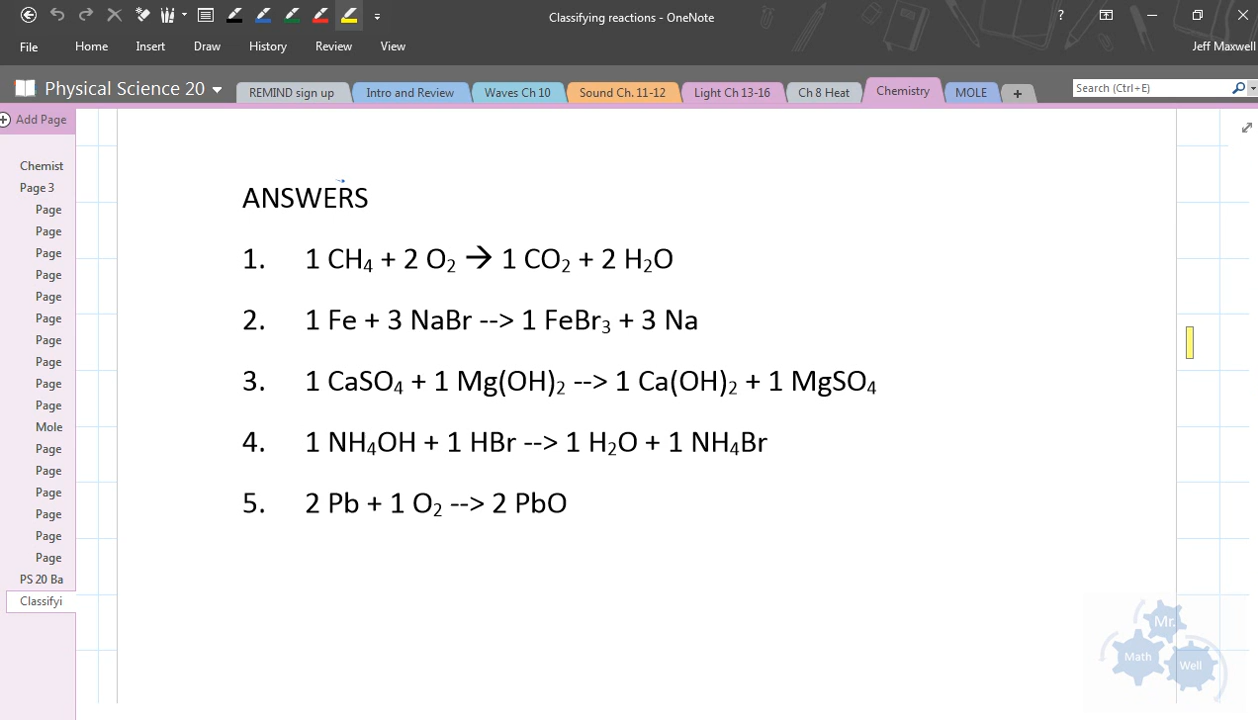 Classifying reactions - OneNote
?
File Home Insert Draw History Review View
Jeff Maxwell
Physical Science 20
REMIND sign up
Intro and Review
Waves Ch 10
Sound Ch. 11-12
Light Ch 13-16
Ch 8 Heat
Chemistry
MOLE
+
Search (Ctrl+E)
Add Page
Chemist
Page 3
Page
Page
Page
Page
Page
Page
Page
Page
Page
Page
Mole
Page
Page
Page
Page
Page
Page
PS 20 Ba
Classifyi
ANSWERS
1. 1 CH₄ + 2 O₂ → 1 CO₂ + 2 H₂O
2. 1 Fe + 3 NaBr --> 1 FeBr₃ + 3 Na
3. 1 CaSO₄ + 1 Mg(OH)₂ --> 1 Ca(OH)₂ + 1 MgSO₄
4. 1 NH₄OH + 1 HBr --> 1 H₂O + 1 NH₄Br
5. 2 Pb + 1 O₂ --> 2 PbO
Mr.
Math
Well